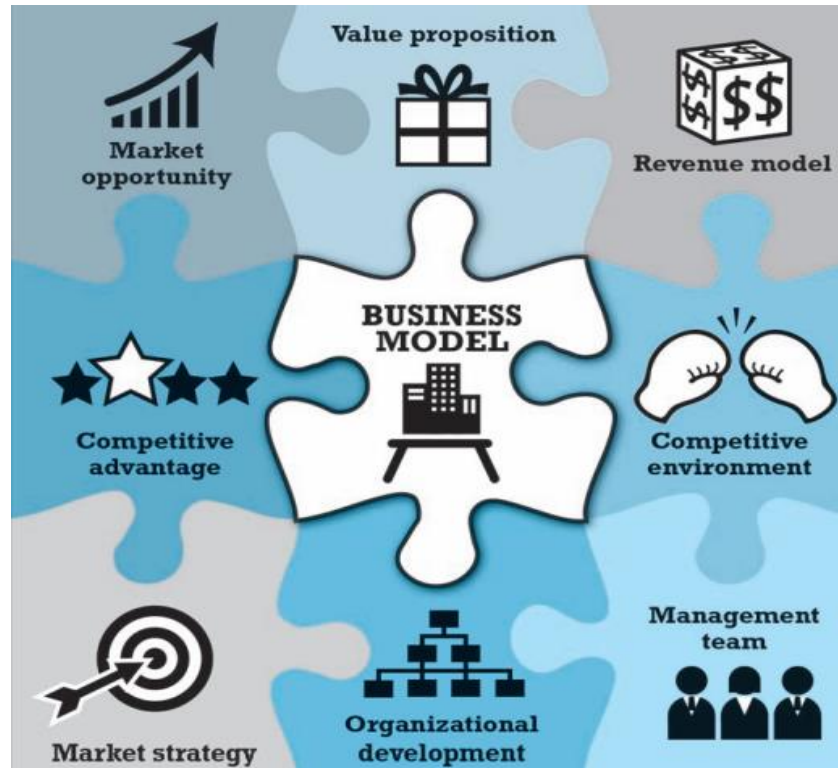 Value proposition
Market
opportunity
$$
Revenue model
BUSINESS
MODEL
Competitive
advantage
Competitive
environment
Management
team
Market strategy
Organizational
development